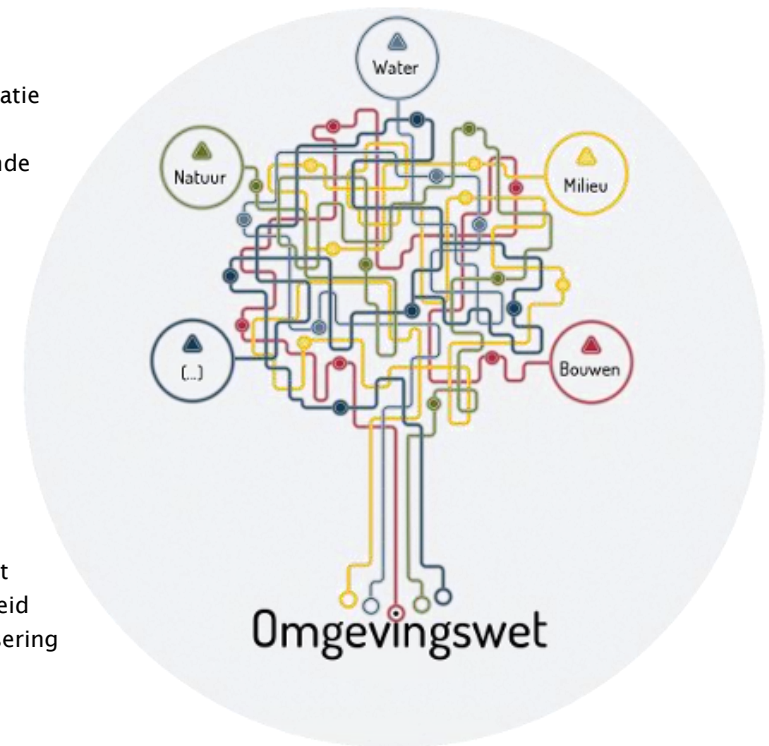 atie
Water
nde
Natuur
Milieu
(...)
Bouwen
t
eid
ering
Omgevingswet